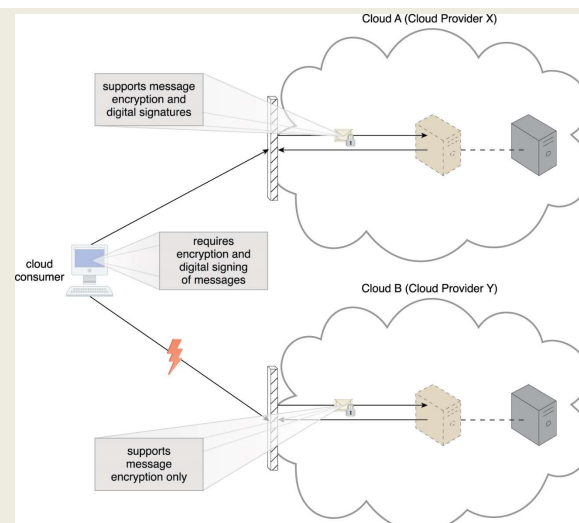 Cloud A (Cloud Provider X)
supports message
encryption and
digital signatures
requires
encryption and
digital signing
of messages
cloud
consumer
Cloud B (Cloud Provider Y)
supports
message
encryption only